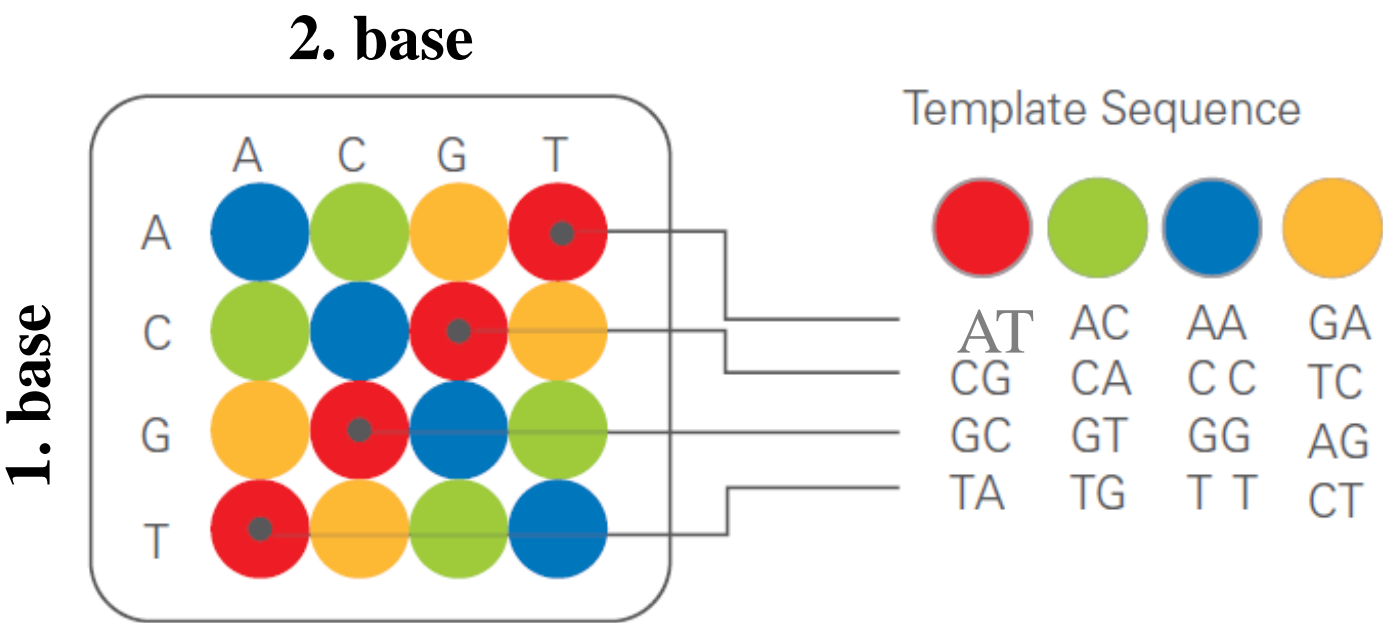 2. base
Template Sequence
A C G T
A
C
G
T
1. base
AT AC AA GA
CG CA C C TC
GC GT GG AG
TA TG T T CT